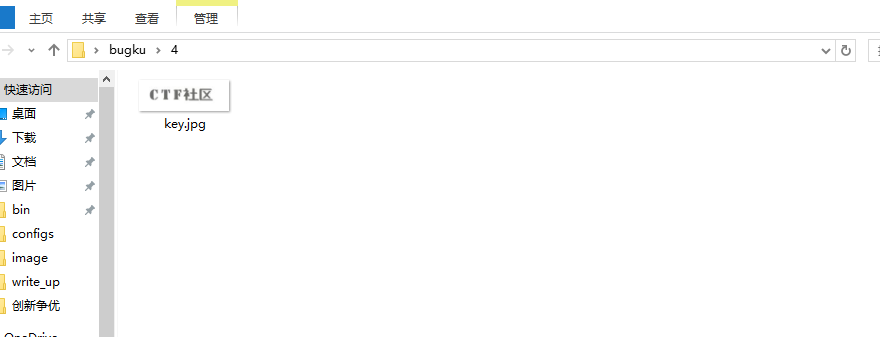 主页 共享 查看 管理
bugku 4
快速访问
CTF社区
桌面
key.jpg
下载
文档
图片
bin
configs
image
write_up
创新争优
OneDrive